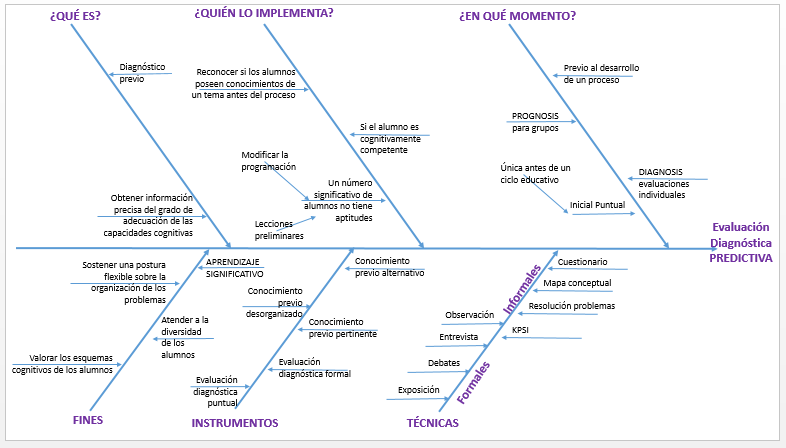 ¿QUÉ ES?
¿QUIÉN LO IMPLEMENTA?
¿EN QUÉ MOMENTO?
Diagnóstico
previo
Obtener información
precisa del grado de
adecuación de las
capacidades cognitivas
Reconocer si los alumnos
poseen conocimientos de
un tema antes del proceso
Si el alumno es
cognitivamente
competente
Modificar la
programación
Un número
significativo de
alumnos no tiene
aptitudes
Lecciones
preliminares
Previo al desarrollo
de un proceso
PROGNOSIS
para grupos
Única antes de un
ciclo educativo
DIAGNOSIS
evaluaciones
individuales
Inicial Puntual
Evaluación
Diagnóstica
PREDICTIVA
Sostener una postura
flexible sobre la
organización de los
problemas
APRENDIZAJE
SIGNIFICATIVO
Atender a la
diversidad
de los
alumnos
Valorar los esquemas
cognitivos de los alumnos
Conocimiento
previo alternativo
Conocimiento
previo
desorganizado
Conocimiento
previo pertinente
Evaluación
diagnóstica formal
Evaluación
diagnóstica
puntual
Informales
Cuestionario
Mapa conceptual
Resolución problemas
KPSI
Observación
Entrevista
Debates
Exposición
Formales
FINES
INSTRUMENTOS
TÉCNICAS